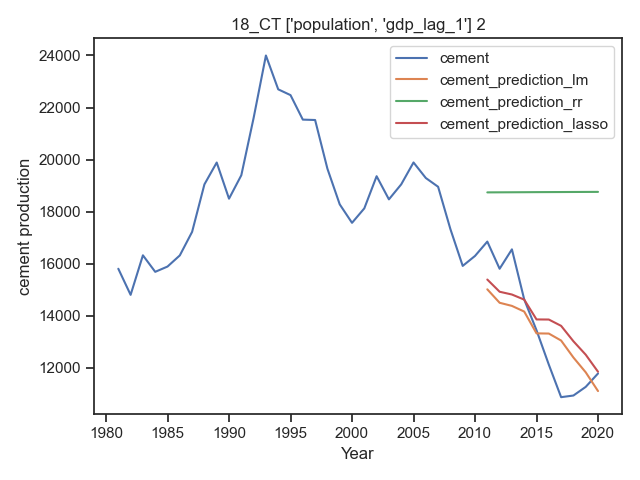 18_CT ['population', 'gdp_lag_1'] 2
24000
22000
20000
18000
16000
14000
12000
cement production
cement
cement_prediction_lm
cement_prediction_rr
cement_prediction_lasso
1980
1985
1990
1995
2000
2005
2010
2015
2020
Year